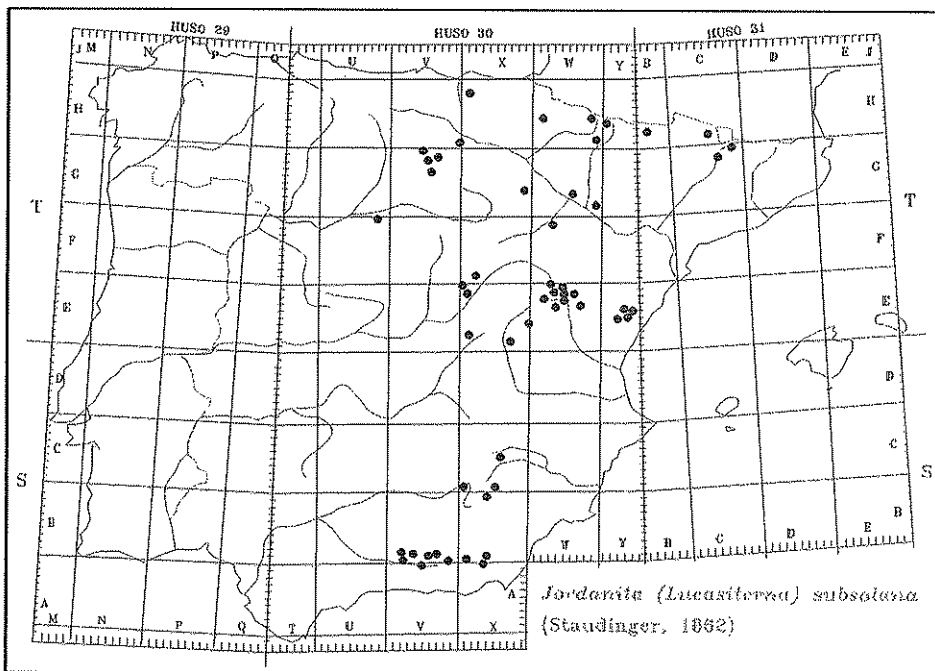 HUSO 29 HUSO 30 HUSO 31
J M N P Q U V X W Y B C D E J
H H
G G
T T
F F
E E
D D
C C
S S
B W Y B C D E B
A A
M N P Q T U V X
Jordanita (Lucasiterna) subsolana
(Staudinger, 1862)